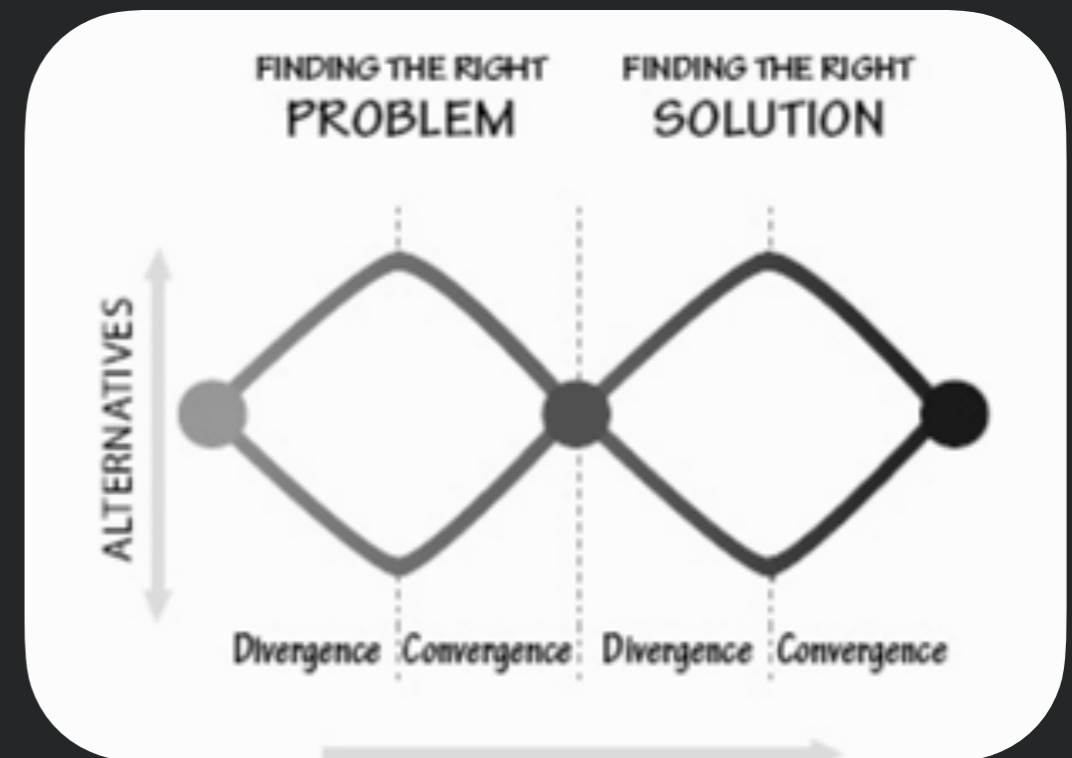 FINDING THE RIGHT
PROBLEM
FINDING THE RIGHT
SOLUTION
ALTERNATIVES
Divergence
Convergence
Divergence
Convergence